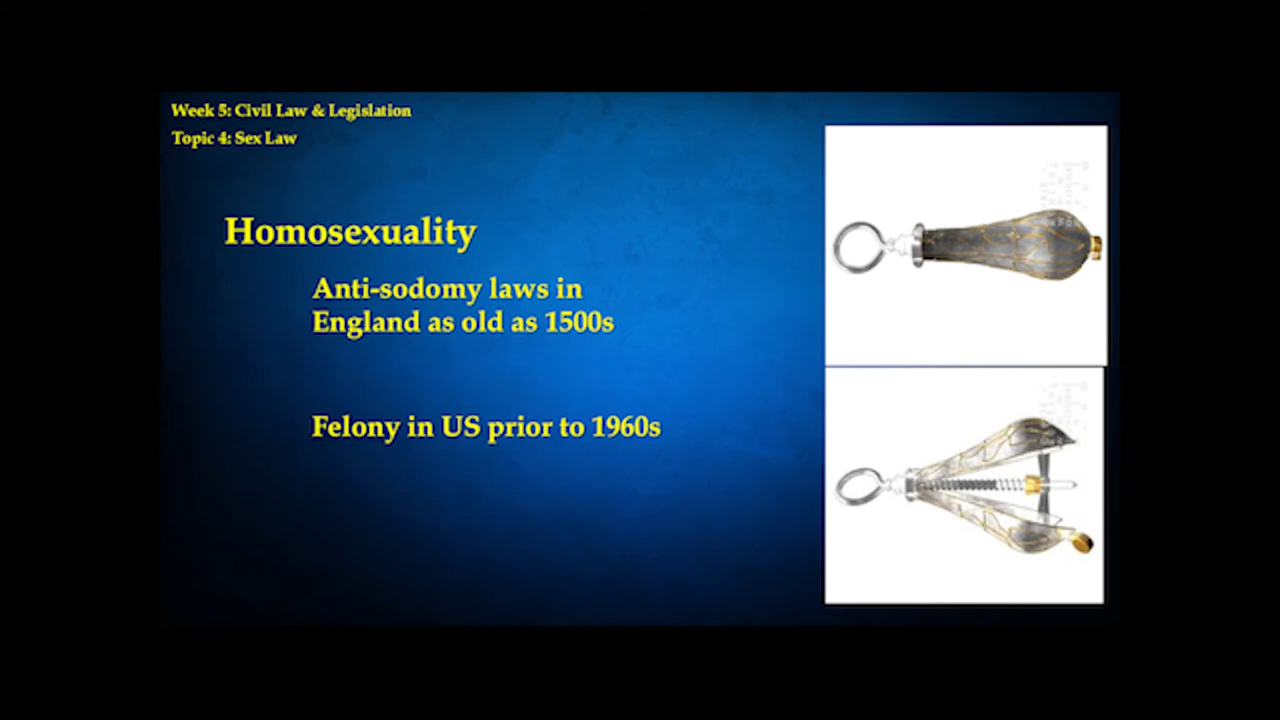 Week 5: Civil Law & Legislation
Topic 4: Sex Law
Homosexuality
Anti-sodomy laws in
England as old as 1500s
Felony in US prior to 1960s